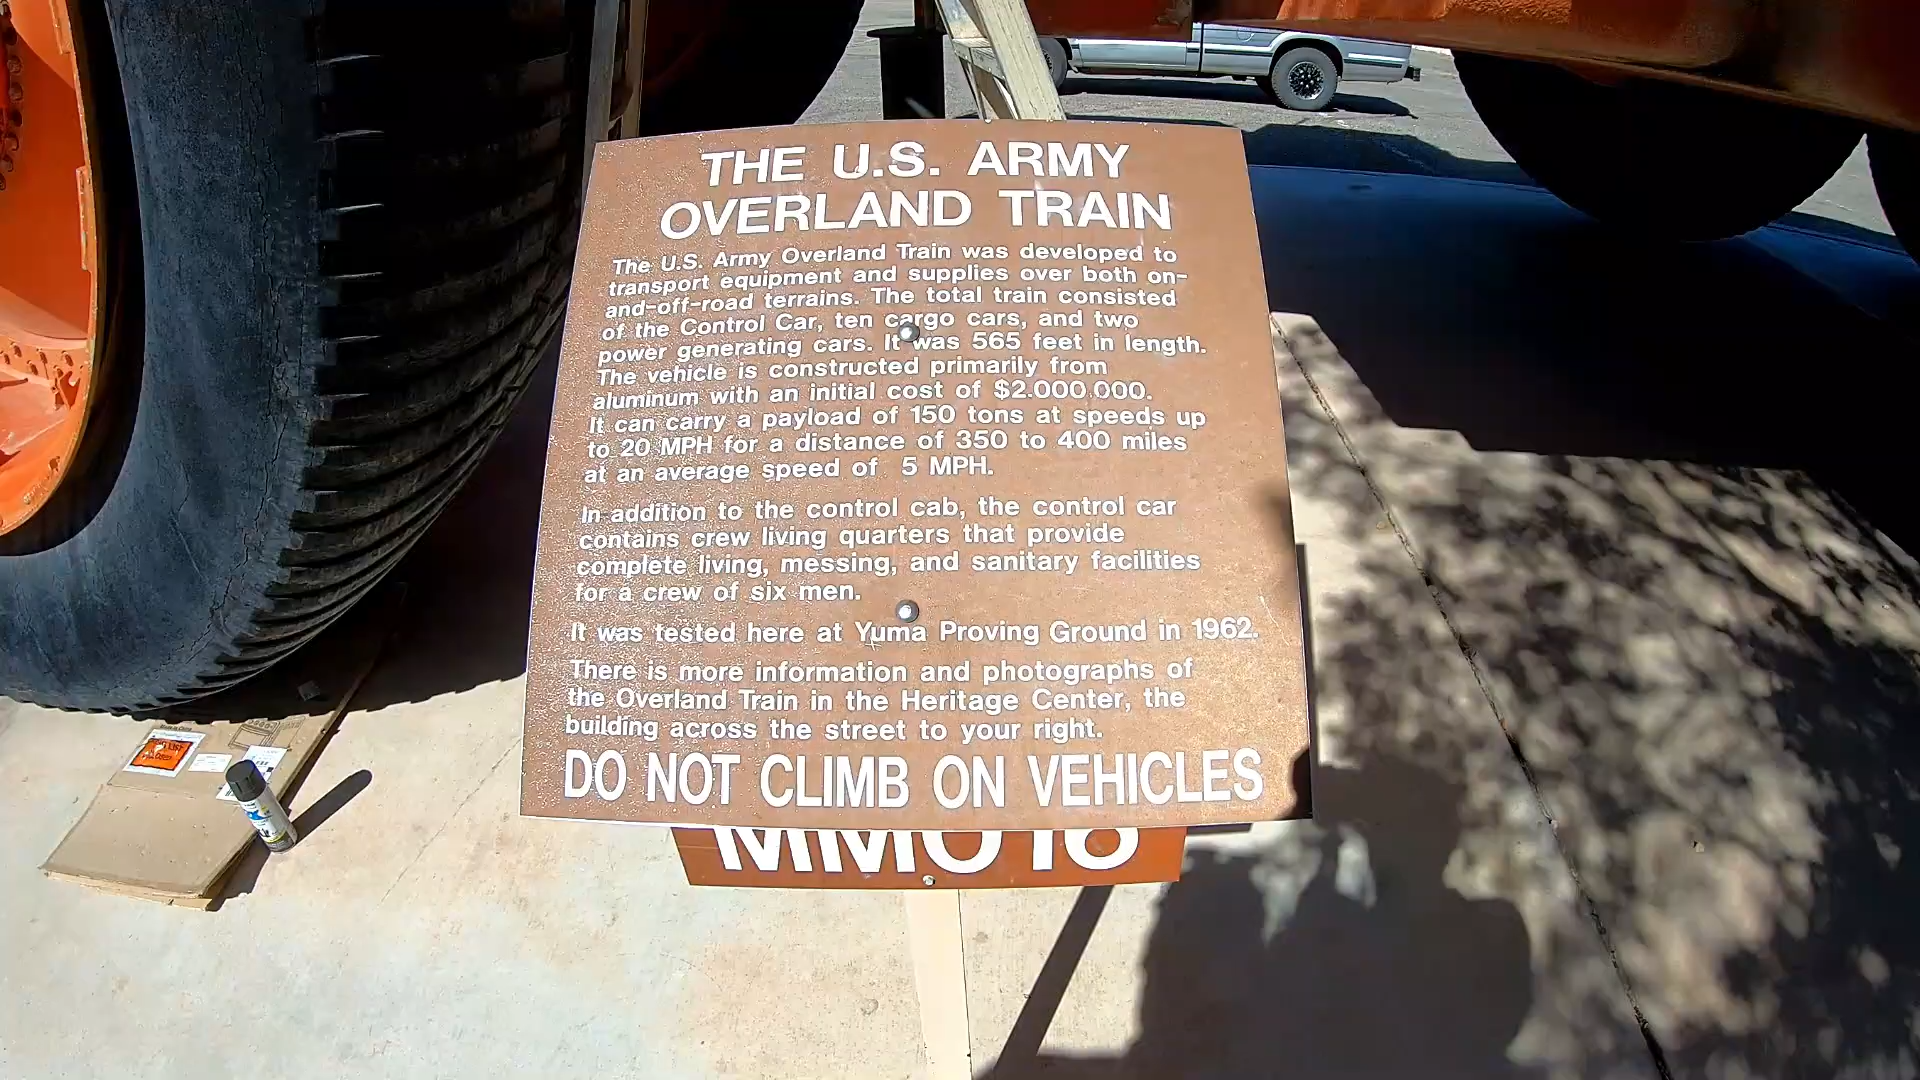 THE U.S. ARMY
OVERLAND TRAIN
The U.S. Army Overland Train was developed to
transport equipment and supplies over both on-
and-off-road terrains. The total train consisted
of the Control Car, ten cargo cars, and two
power generating cars. It was 565 feet in length.
The vehicle is constructed primarily from
aluminum with an initial cost of $2.000.000.
It can carry a payload of 150 tons at speeds up
to 20 MPH for a distance of 350 to 400 miles
at an average speed of 5 MPH.
In addition to the control cab, the control car
contains crew living quarters that provide
complete living, messing, and sanitary facilities
for a crew of six men.
It was tested here at Yuma Proving Ground in 1962.
There is more information and photographs of
the Overland Train in the Heritage Center, the
building across the street to your right.
DO NOT CLIMB ON VEHICLES